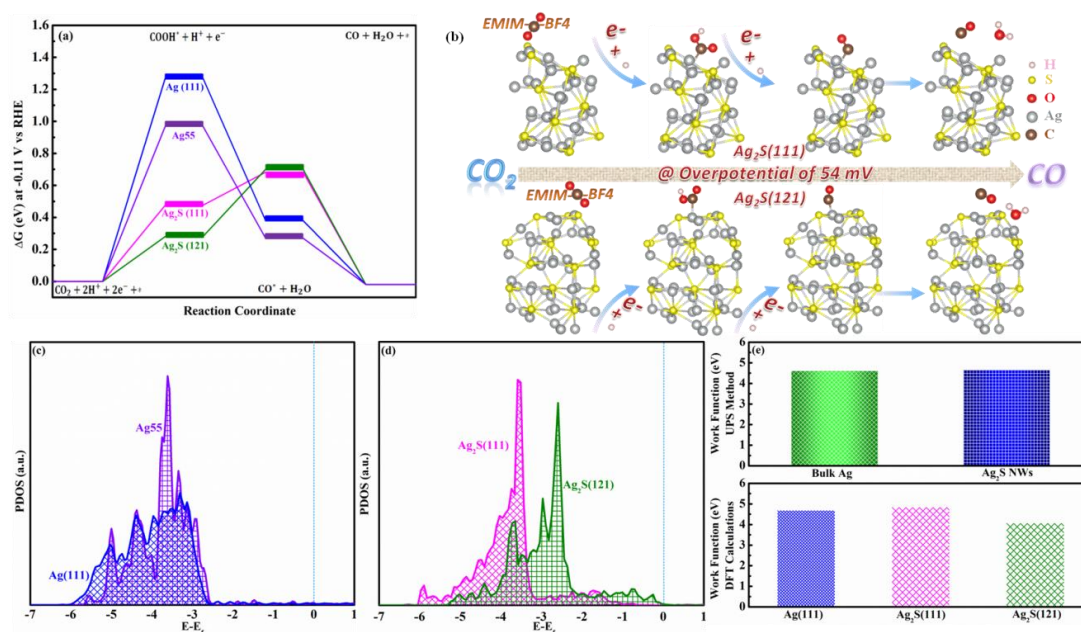 (a)
1.6
1.4
1.2
1.0
0.8
0.6
0.4
0.2
0.0
ΔG (eV) at -0.11 V vs RHE
COOH* + H⁺ + e⁻
CO + H₂O + *
Ag (111)
Ag55
Ag₂S (111)
Ag₂S (121)
CO₂ + 2H⁺ + 2e⁻ + *
CO* + H₂O
Reaction Coordinate
(b)
EMIM BF4
e-
+
e-
+
H
S
O
Ag
C
CO₂
Ag₂S(111)
@ Overpotential of 54 mV
Ag₂S(121)
CO
EMIM BF4
+ e-
+ e-
(c)
PDOS (a.u.)
Ag55
Ag(111)
-7 -6 -5 -4 -3 -2 -1 0 1
(d)
PDOS (a.u.)
Ag₂S(111)
Ag₂S(121)
-7 -6 -5 -4 -3 -2 -1 0 1
(e)
Work Function (eV)
UPS Method
6
5
4
3
2
1
0
Bulk Ag
Ag₂S NWs
Work Function (eV)
DFT Calculations
6
5
4
3
2
1
0
Ag(111)
Ag₂S(111)
Ag₂S(121)